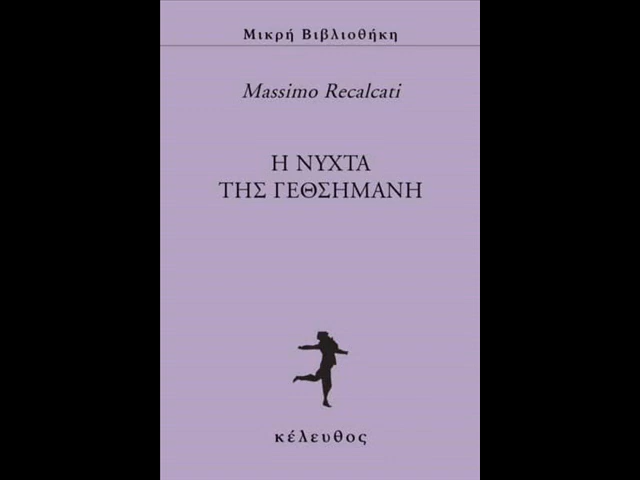 Μικρή Βιβλιοθήκη
Massimo Recalcati
Η ΝΥΧΤΑ
ΤΗΣ ΓΕΘΣΗΜΑΝΗ
κέλευθος